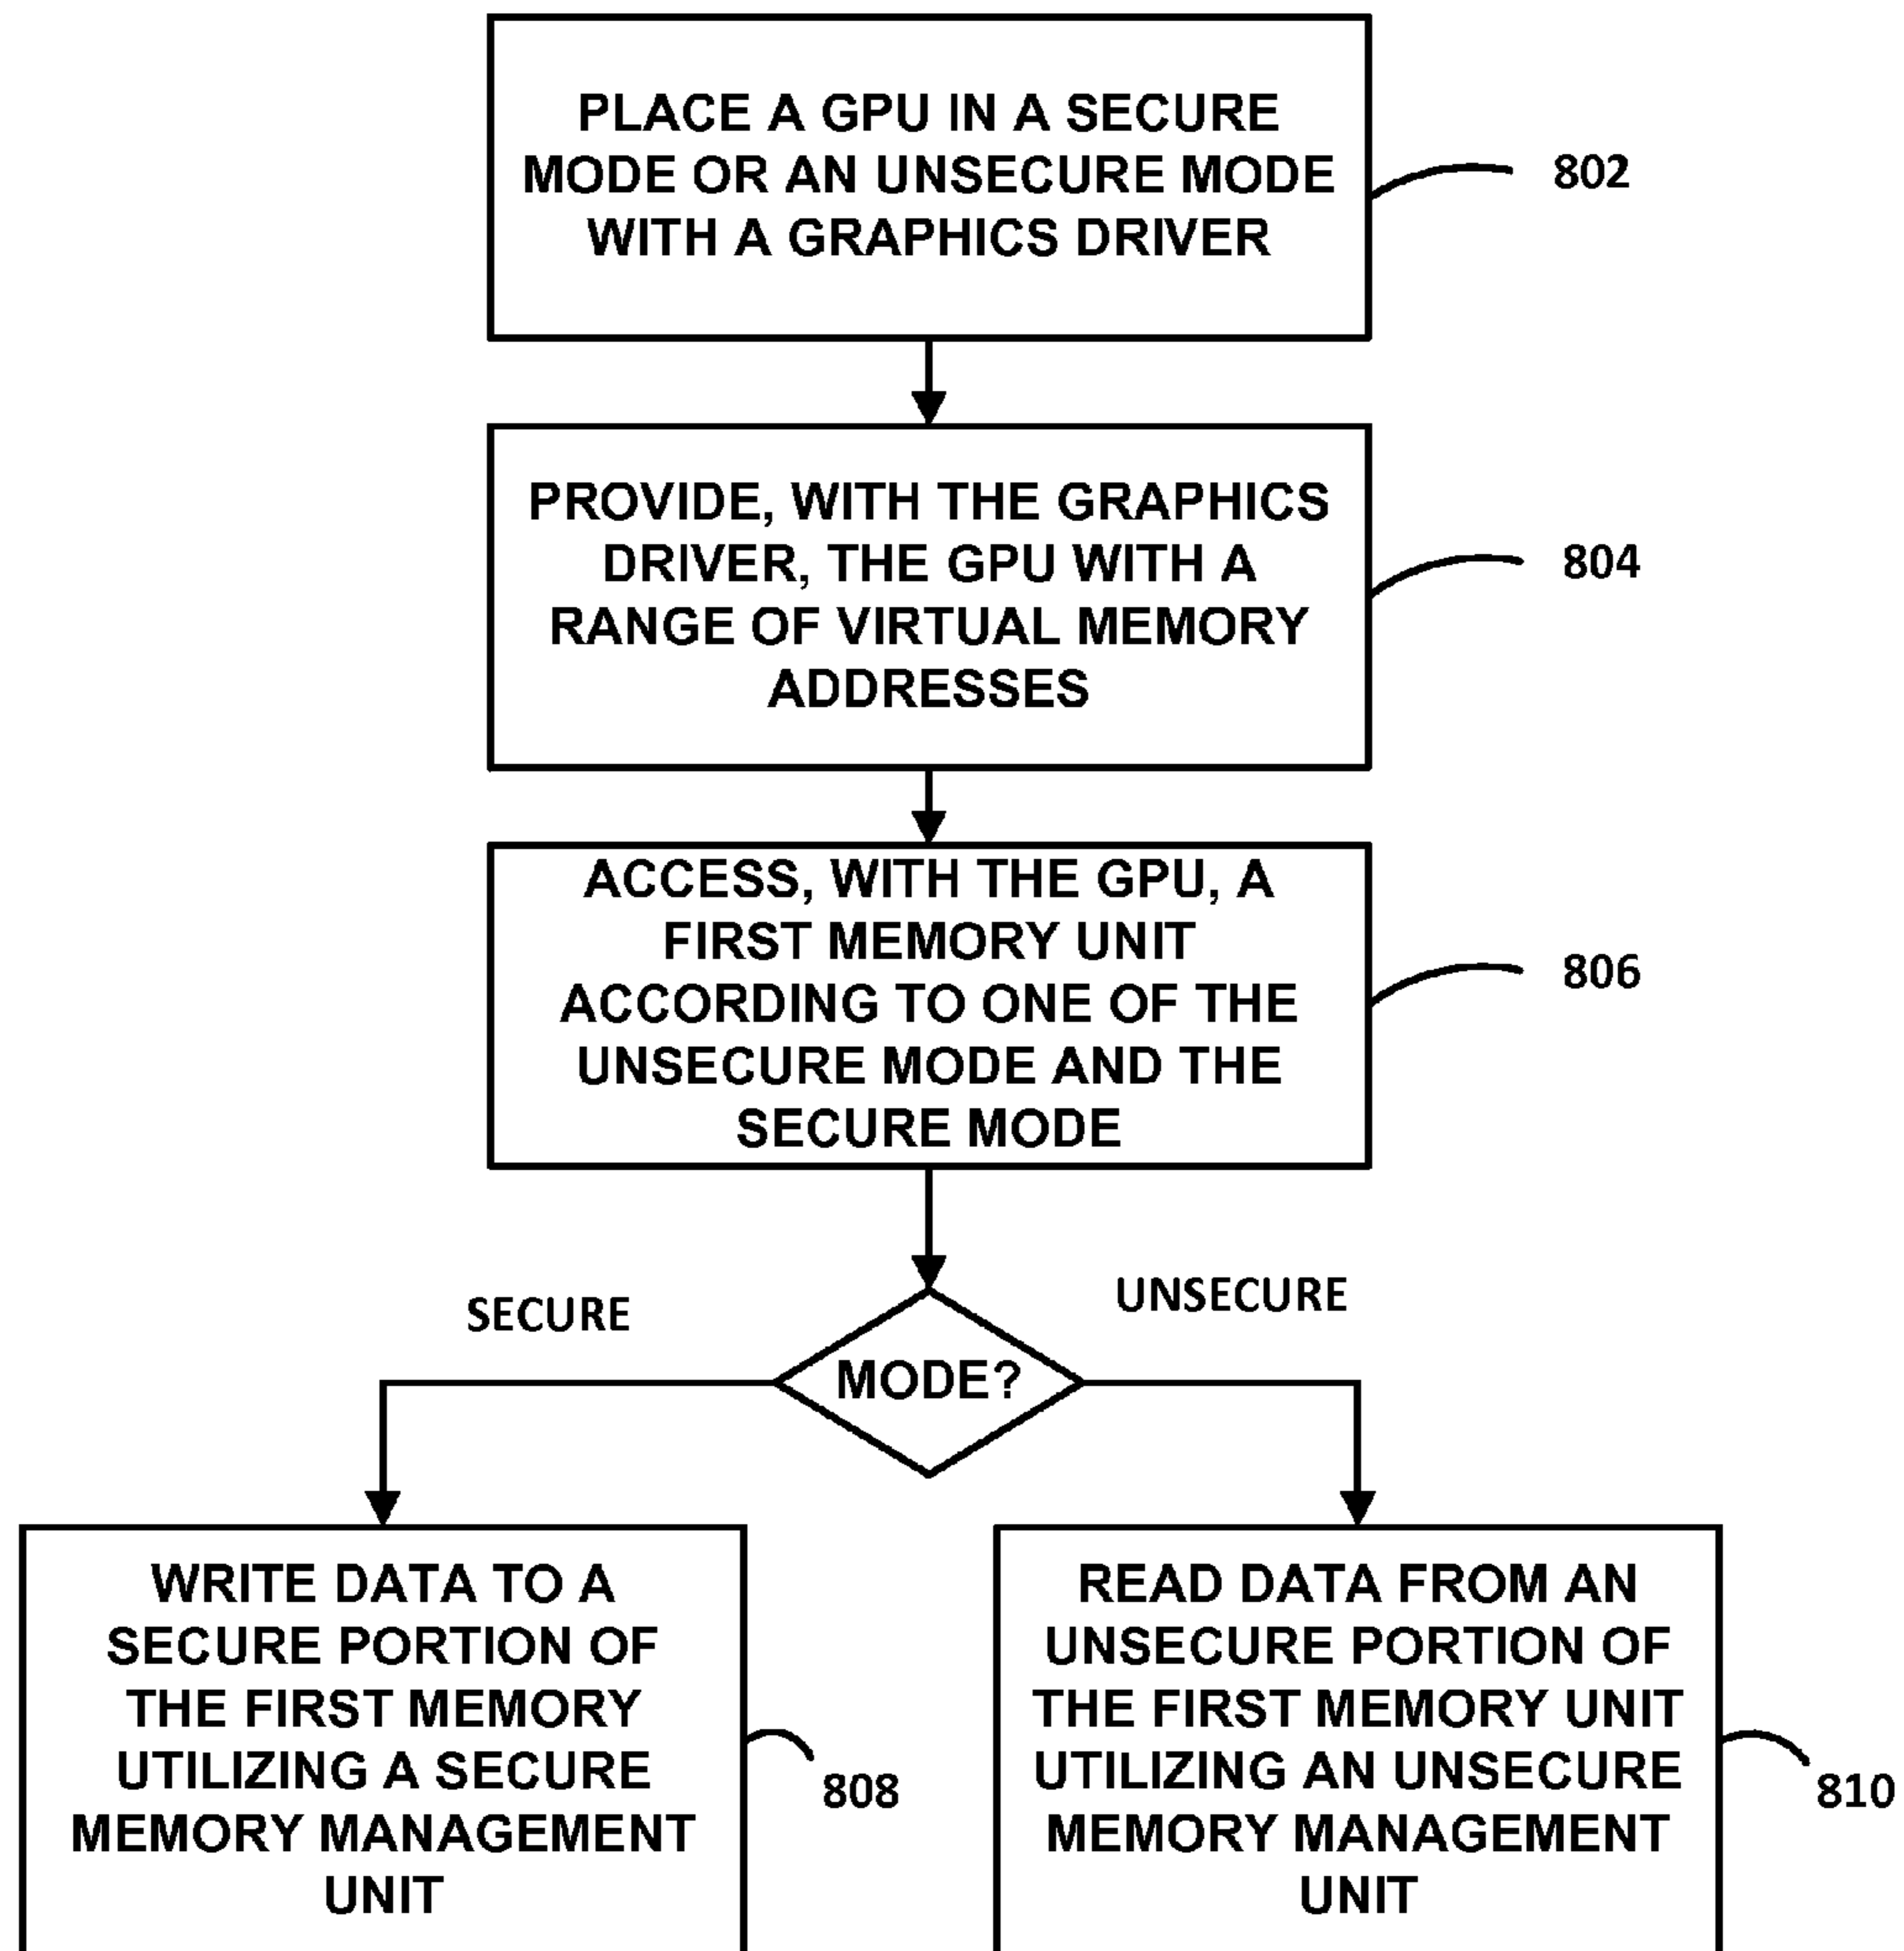 PLACE A GPU IN A SECURE
MODE OR AN UNSECURE MODE
WITH A GRAPHICS DRIVER
802
PROVIDE, WITH THE GRAPHICS
DRIVER, THE GPU WITH A
RANGE OF VIRTUAL MEMORY
ADDRESSES
804
ACCESS, WITH THE GPU, A
FIRST MEMORY UNIT
ACCORDING TO ONE OF THE
UNSECURE MODE AND THE
SECURE MODE
806
SECURE
UNSECURE
MODE?
WRITE DATA TO A
SECURE PORTION OF
THE FIRST MEMORY
UTILIZING A SECURE
MEMORY MANAGEMENT
UNIT
808
READ DATA FROM AN
UNSECURE PORTION OF
THE FIRST MEMORY UNIT
UTILIZING AN UNSECURE
MEMORY MANAGEMENT
UNIT
810